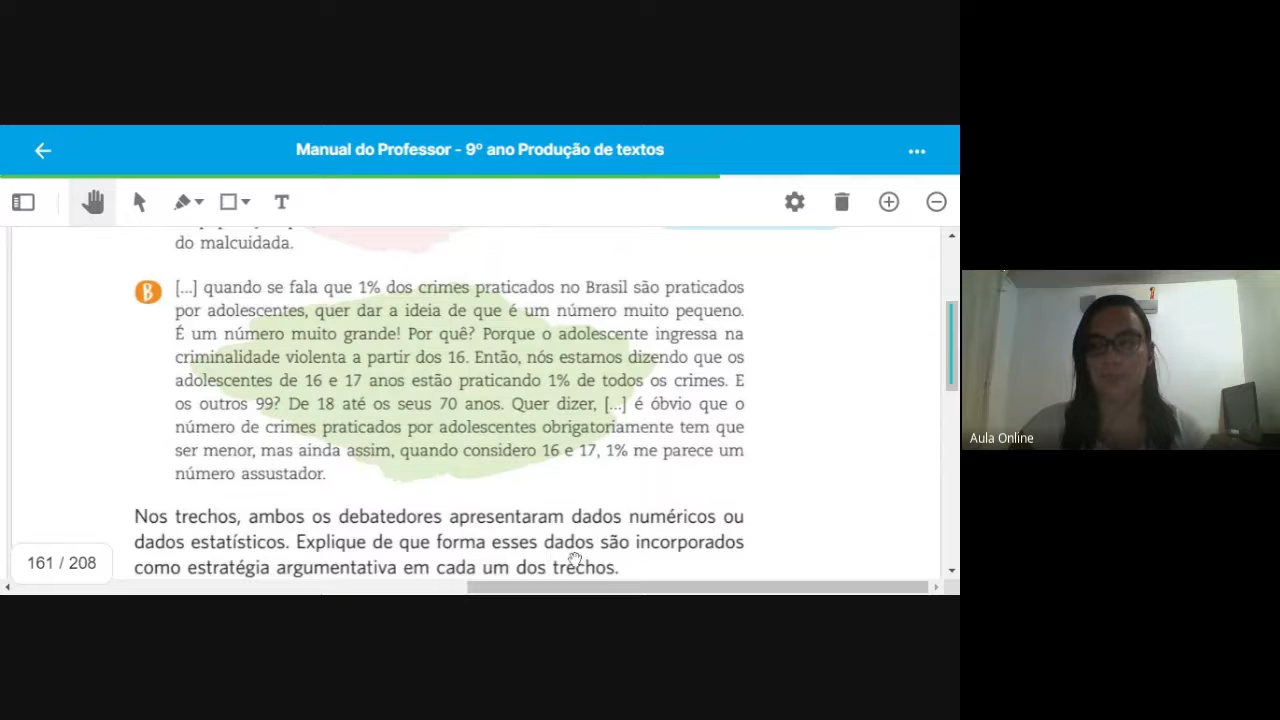 Manual do Professor - 9º ano Produção de textos
do malcuidada.
B
[...] quando se fala que 1% dos crimes praticados no Brasil são praticados
por adolescentes, quer dar a ideia de que é um número muito pequeno.
É um número muito grande! Por quê? Porque o adolescente ingressa na
criminalidade violenta a partir dos 16. Então, nós estamos dizendo que os
adolescentes de 16 e 17 anos estão praticando 1% de todos os crimes. E
os outros 99? De 18 até os seus 70 anos. Quer dizer, [...] é óbvio que o
número de crimes praticados por adolescentes obrigatoriamente tem que
ser menor, mas ainda assim, quando considero 16 e 17, 1% me parece um
número assustador.
Nos trechos, ambos os debatedores apresentaram dados numéricos ou
dados estatísticos. Explique de que forma esses dados são incorporados
como estratégia argumentativa em cada um dos trechos.
161 / 208
Aula Online